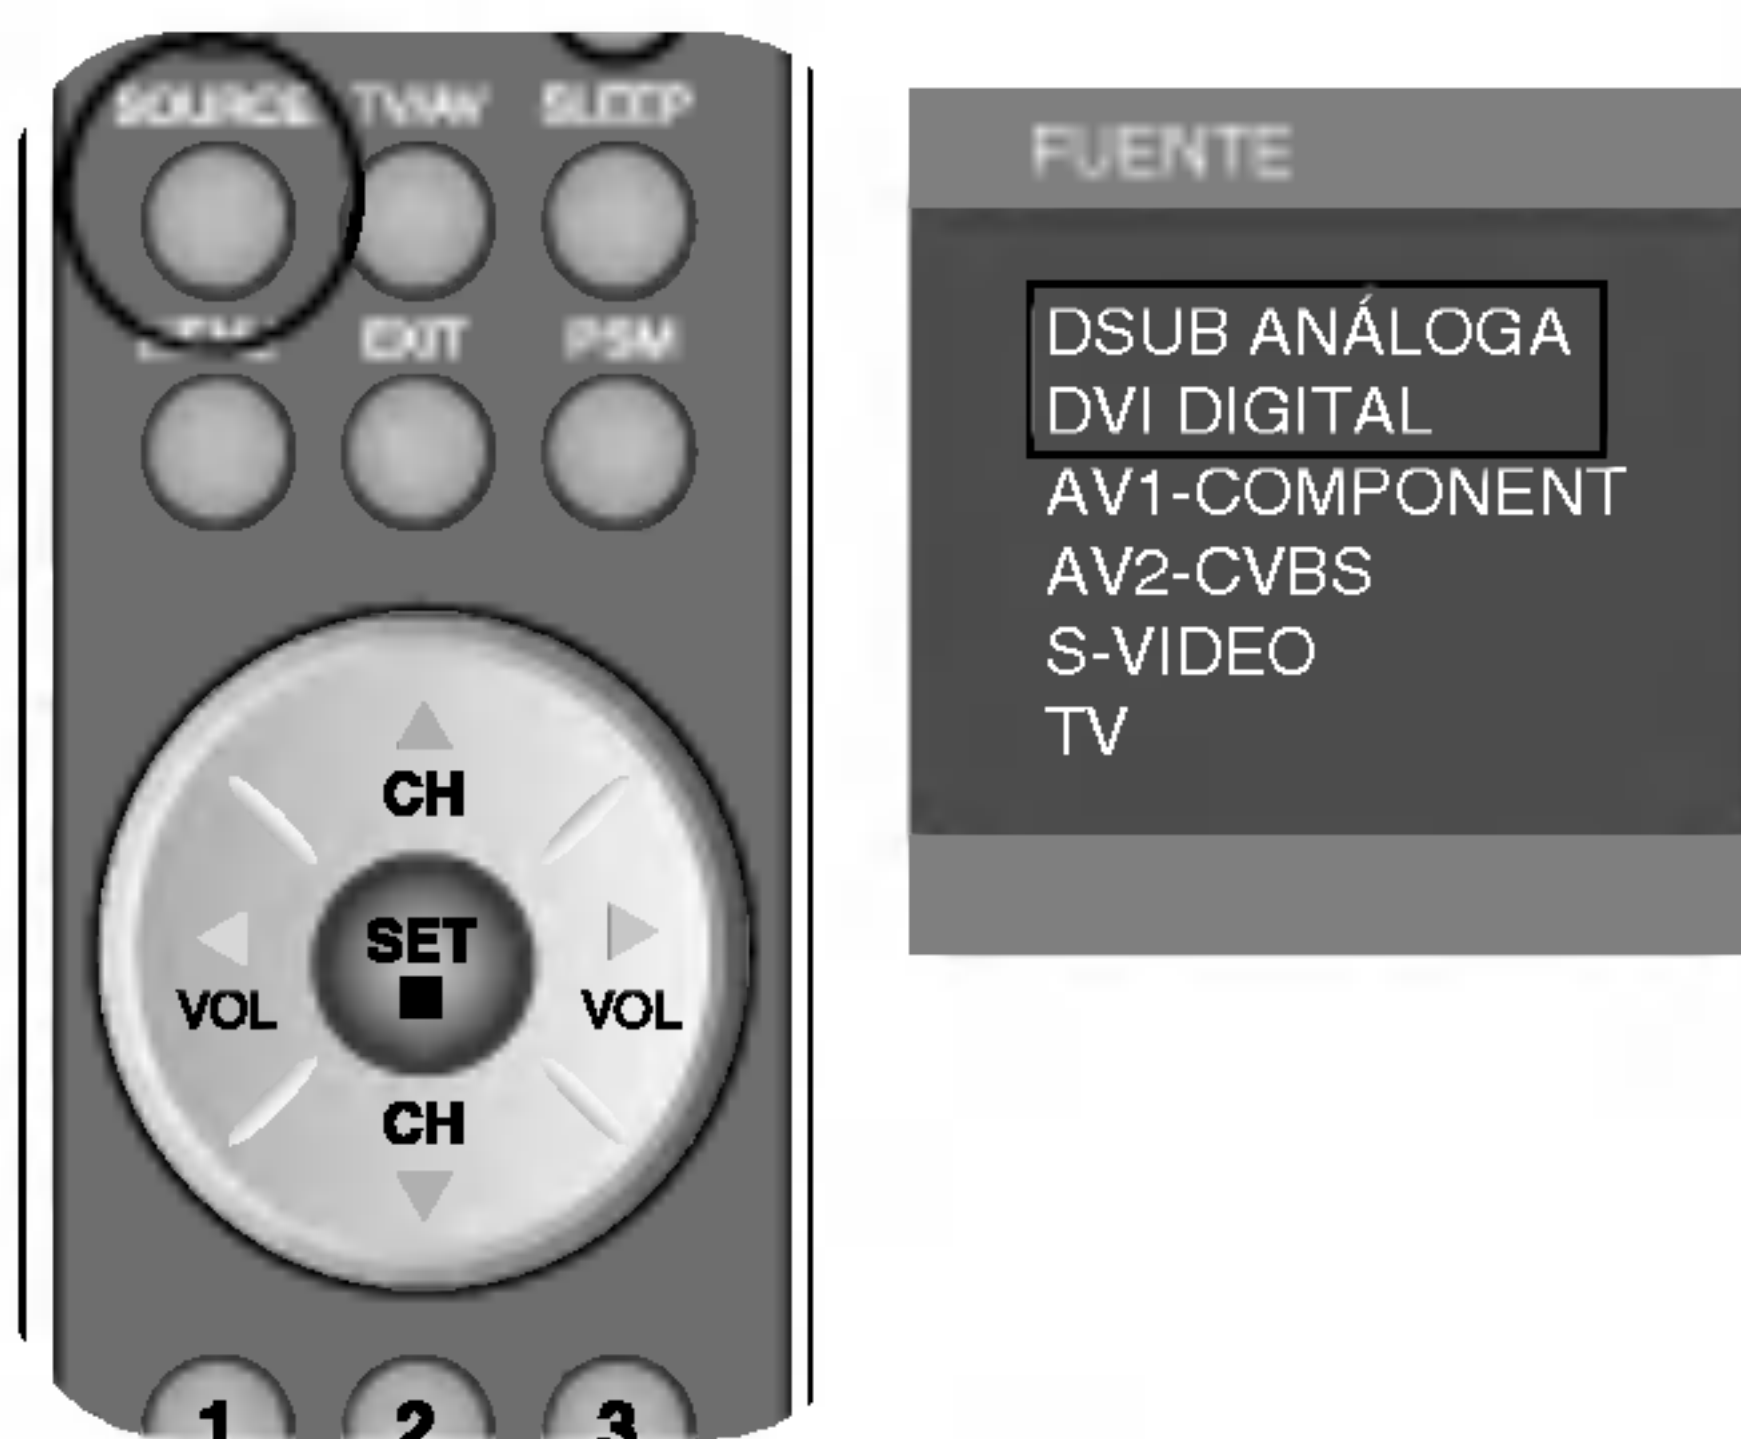 SOURCE TV/AV SLEEP
EXIT PSM
CH
SET
VOL VOL
CH
1 2 3
FUENTE
DSUB ANÁLOGA
DVI DIGITAL
AV1-COMPONENT
AV2-CVBS
S-VIDEO
TV